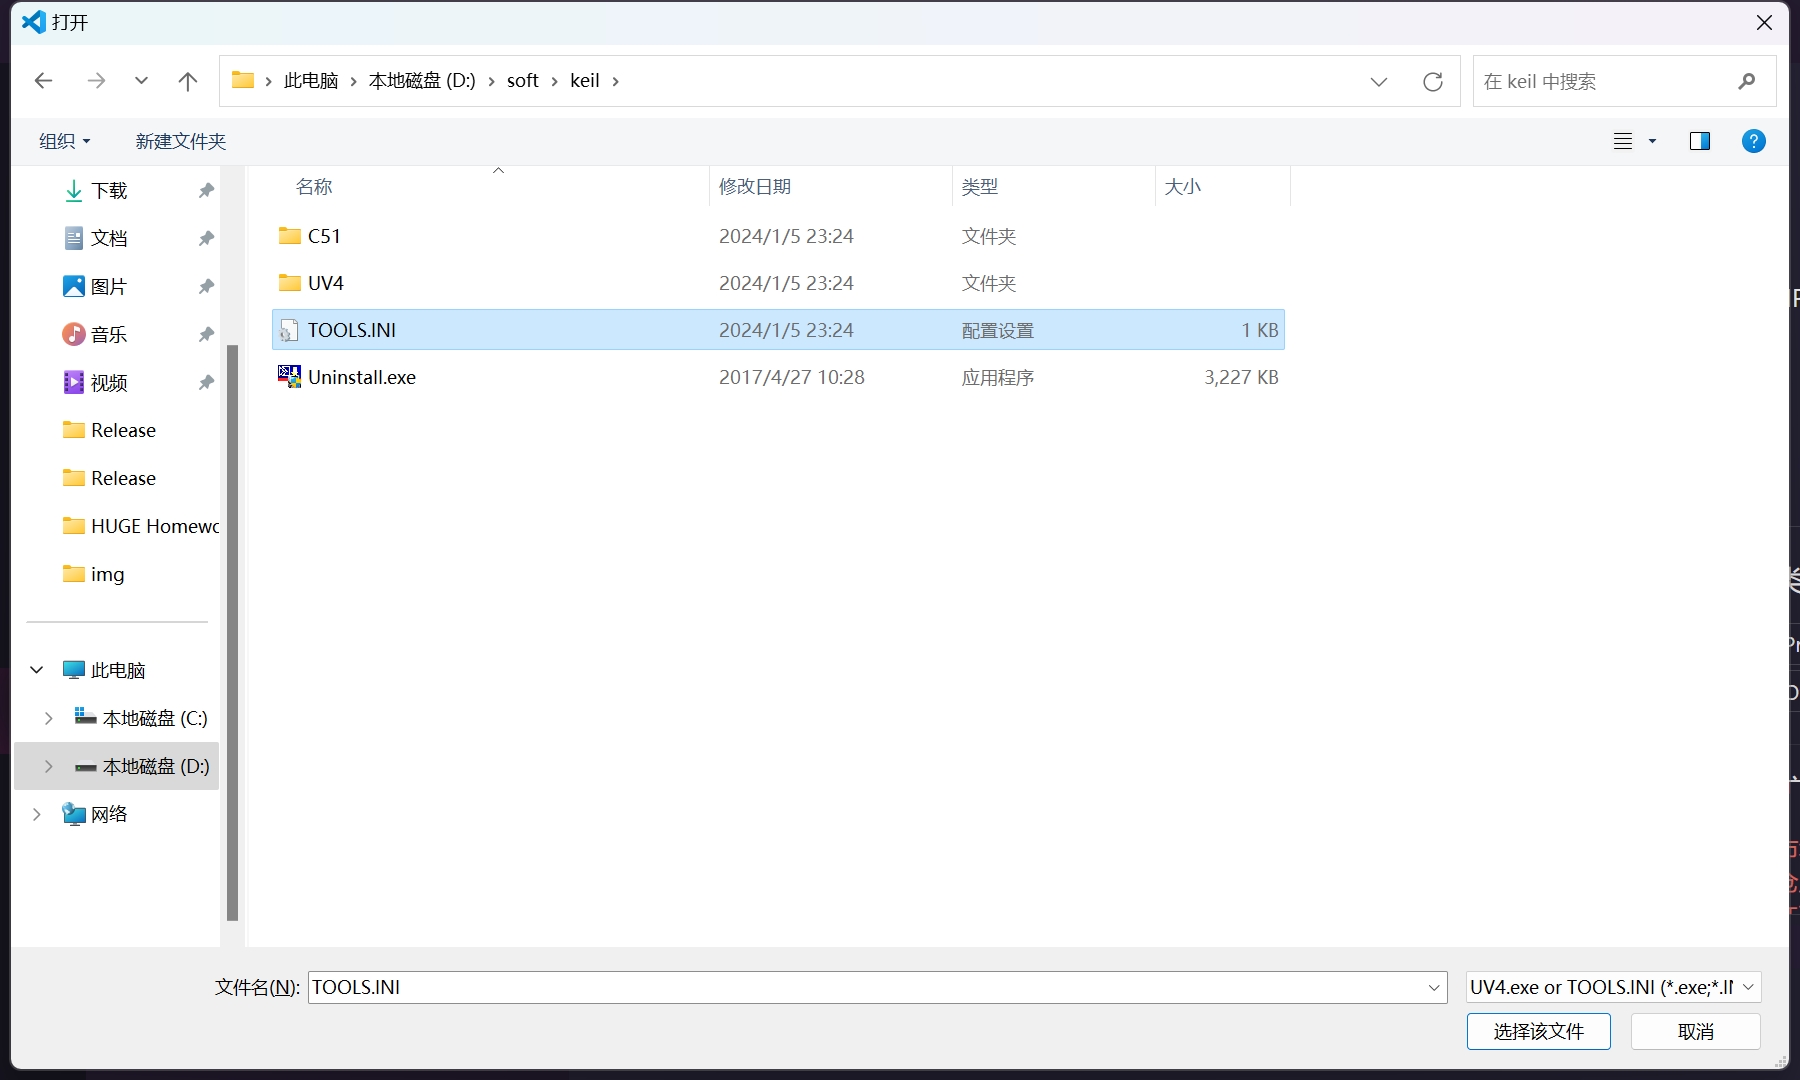 打开
此电脑 本地磁盘 (D:) soft keil
在 keil 中搜索
组织 新建文件夹
名称 修改日期 类型 大小
C51 2024/1/5 23:24 文件夹
UV4 2024/1/5 23:24 文件夹
TOOLS.INI 2024/1/5 23:24 配置设置 1 KB
Uninstall.exe 2017/4/27 10:28 应用程序 3,227 KB
下载
文档
图片
音乐
视频
Release
Release
HUGE Homewo
img
此电脑
本地磁盘 (C:)
本地磁盘 (D:)
网络
文件名(N): TOOLS.INI
UV4.exe or TOOLS.INI (*.exe;*.IN
选择该文件 取消